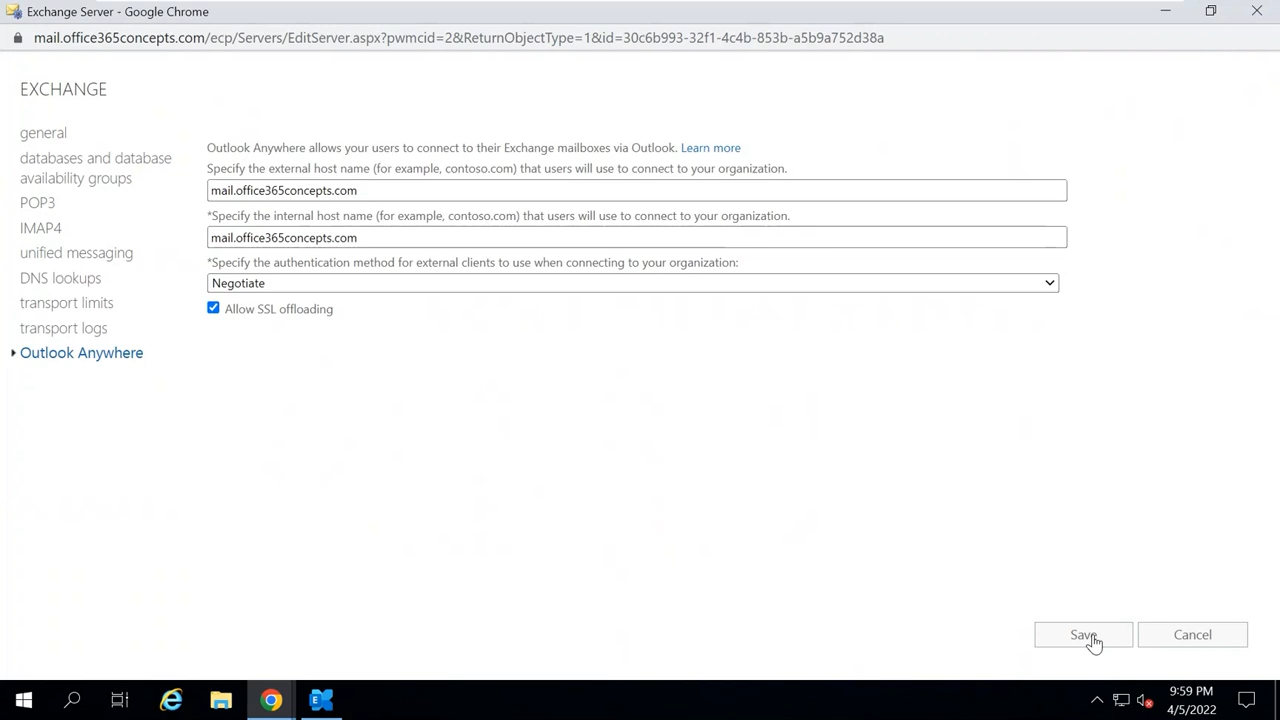 Exchange Server - Google Chrome
mail.office365concepts.com/ecp/Servers/EditServer.aspx?pwmcid=2&ReturnObjectType=1&id=30c6b993-32f1-4c4b-853b-a5b9a752d38a
EXCHANGE
general
databases and database
availability groups
POP3
IMAP4
unified messaging
DNS lookups
transport limits
transport logs
Outlook Anywhere
Outlook Anywhere allows your users to connect to their Exchange mailboxes via Outlook. Learn more
Specify the external host name (for example, contoso.com) that users will use to connect to your organization.
mail.office365concepts.com
*Specify the internal host name (for example, contoso.com) that users will use to connect to your organization.
mail.office365concepts.com
*Specify the authentication method for external clients to use when connecting to your organization:
Negotiate
Allow SSL offloading
Save
Cancel
9:59 PM
4/5/2022